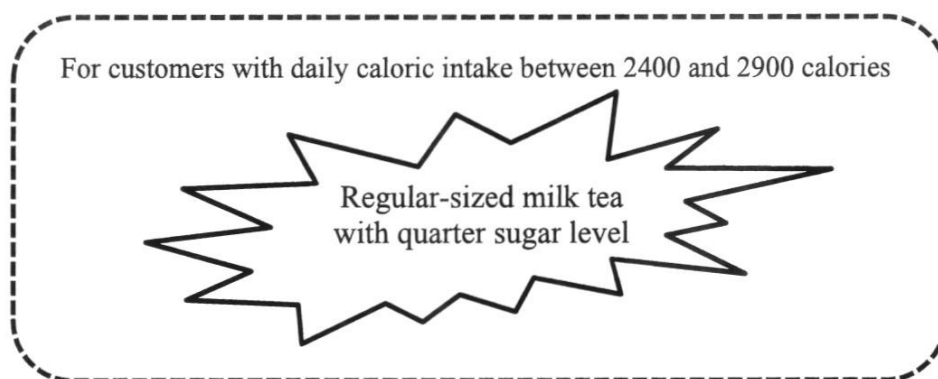 For customers with daily caloric intake between 2400 and 2900 calories
Regular-sized milk tea
with quarter sugar level